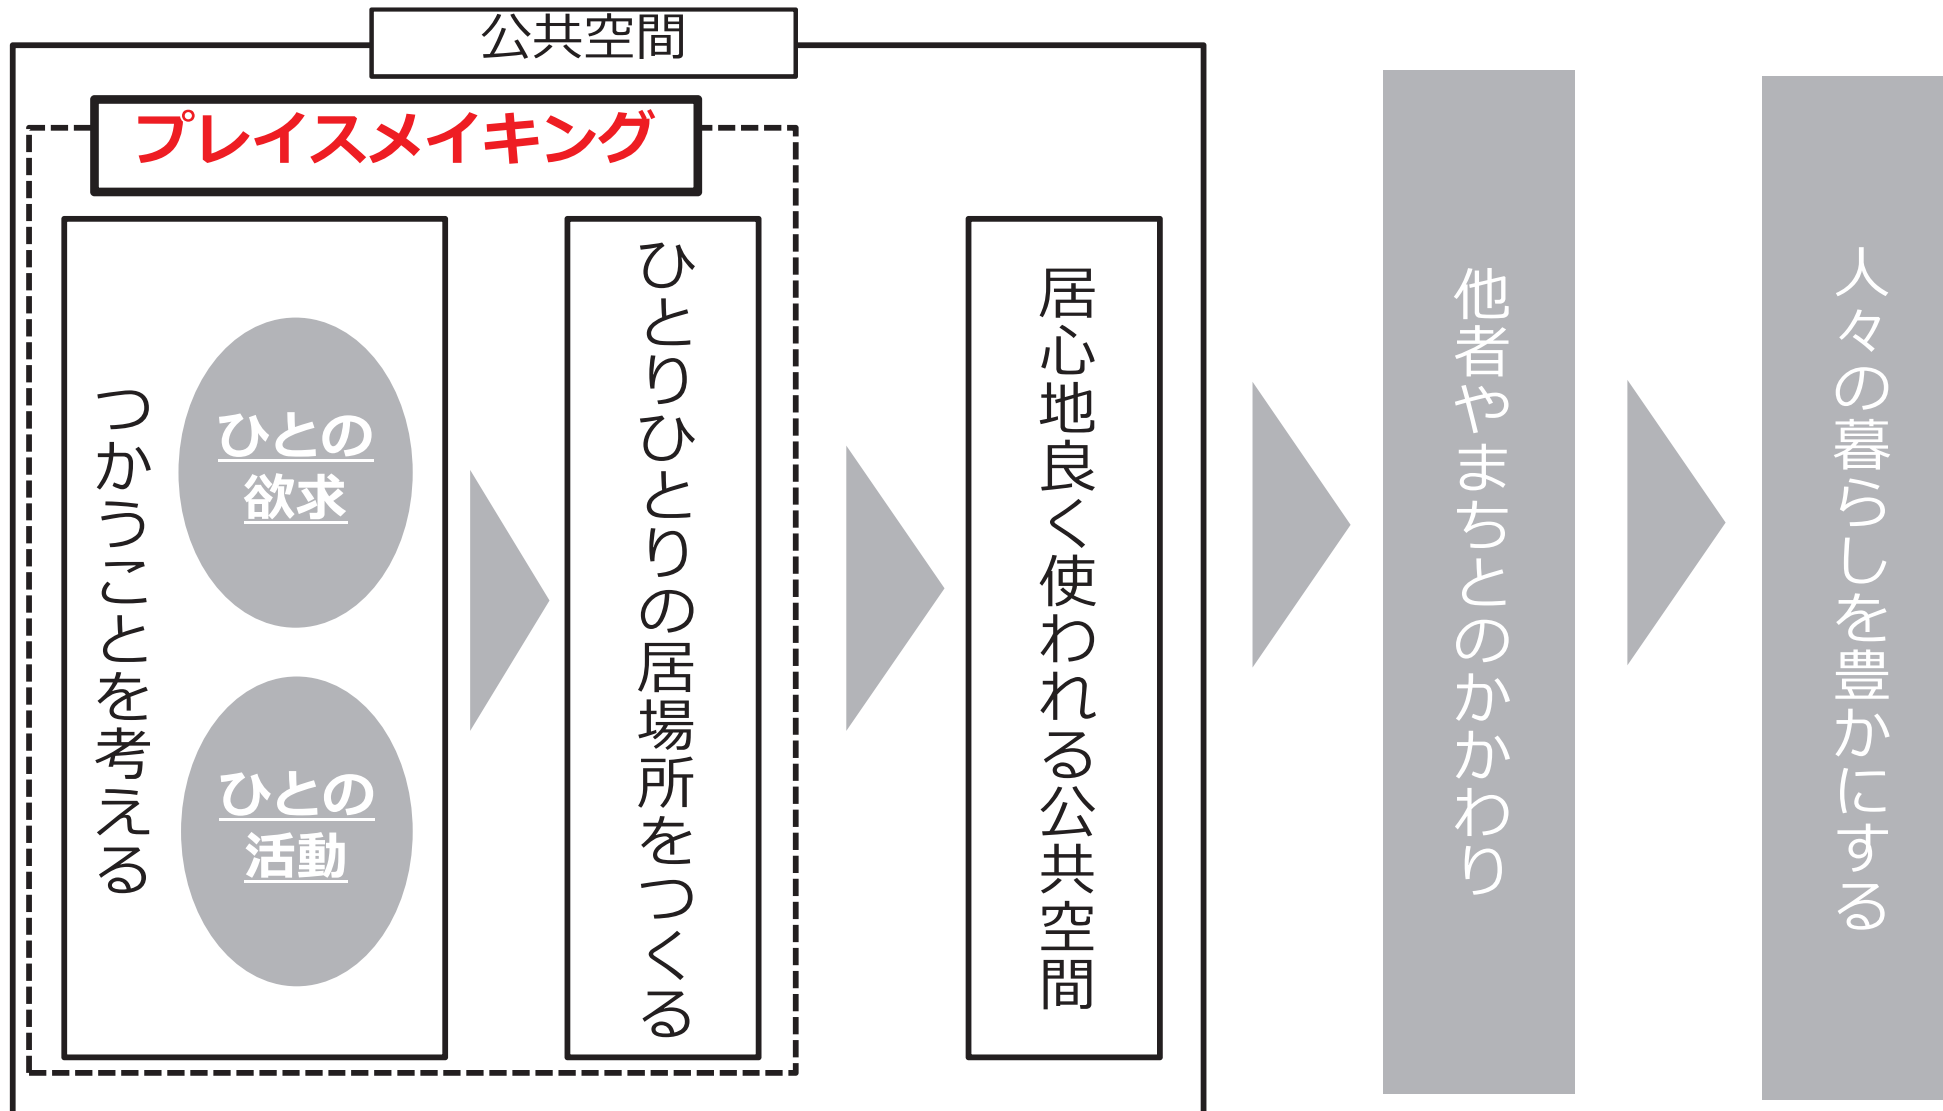 公共空間
プレイスメイキング
つかうことを考える
ひとの
欲求
ひとの
活動
ひとりひとりの居場所をつくる
居心地良く使われる公共空間
他者やまちとのかかわり
人々の暮らしを豊かにする